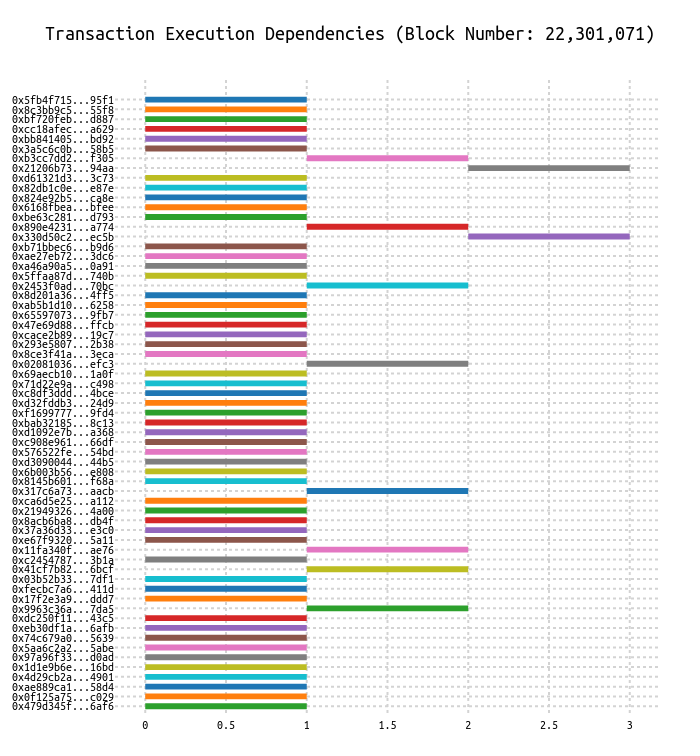 Transaction Execution Dependencies (Block Number: 22,301,071)
0x5fb4f715...95f1
0x8c3bb9c5...55f8
0xbf720feb...d887
0xcc18afec...a629
0xbb841405...bd92
0x3a5c6c0b...58b5
0xb3cc7dd2...f305
0x21206b73...94aa
0xd61321d3...3c73
0x82db1c0e...e87e
0x824e92b5...ca8e
0x6168fbea...bfee
0xbe63c281...d793
0x890e4231...a774
0x330d50c2...ec5b
0xb71bbec6...b9d6
0xae27eb72...3dc6
0xa46a90a5...0a91
0x5ffaa87d...740b
0x2453f0ad...70bc
0x8d201a36...4ff5
0xab5b1d10...6258
0x65597073...9fb7
0x47e69d88...ffcb
0xcace2b89...19c7
0x293e5807...2b38
0x8ce3f41a...3eca
0x02081036...efc3
0x69aecb10...1a0f
0x71d22e9a...c498
0xc8df3ddd...4bce
0xd32fddb3...24d9
0xf1699777...9fd4
0xbab32185...8c13
0xd1092e7b...a368
0xc908e961...66df
0x576522fe...54bd
0xd3090044...44b5
0x6b003b56...e808
0x8145b601...f68a
0x317c6a73...aacb
0xca6d5e25...a112
0x21949326...4a00
0x8acb6ba8...db4f
0x37a36d33...e3c0
0xe67f9320...5a11
0x11fa340f...ae76
0xc2454787...3b1a
0x41cf7b82...6bcf
0x03b52b33...7df1
0xfecbc7a6...411d
0x17f2e3a9...ddd7
0x9963c36a...7da5
0xdc250f11...43c5
0xeb30df1a...6afb
0x74c679a0...5639
0x5aa6c2a2...5abe
0x97a96f33...d0ad
0x1d1e9b6e...16bd
0x4d29cb2a...4901
0xae889ca1...58d4
0x0f125a75...c029
0x479d345f...6af6
0 0.5 1 1.5 2 2.5 3